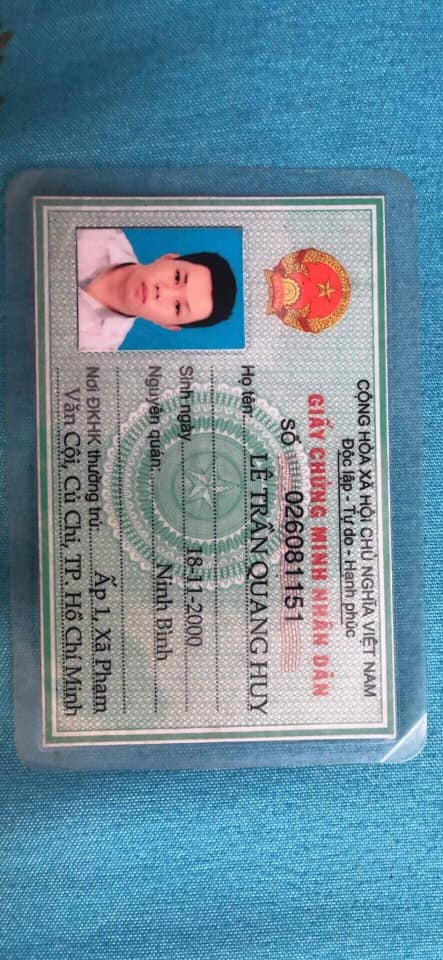 CỘNG HÒA XÃ HỘI CHỦ NGHĨA VIỆT NAM
Độc lập - Tự do - Hạnh phúc
GIẤY CHỨNG MINH NHÂN DÂN
SỐ 026081151
Họ tên: LÊ TRẦN QUANG HUY
Sinh ngày 18-11-2000
Nguyên quán: Ninh Bình
Nơi ĐKHK thường trú: Ấp 1, Xã Phạm
Văn Cội, Củ Chi, TP. Hồ Chí Minh